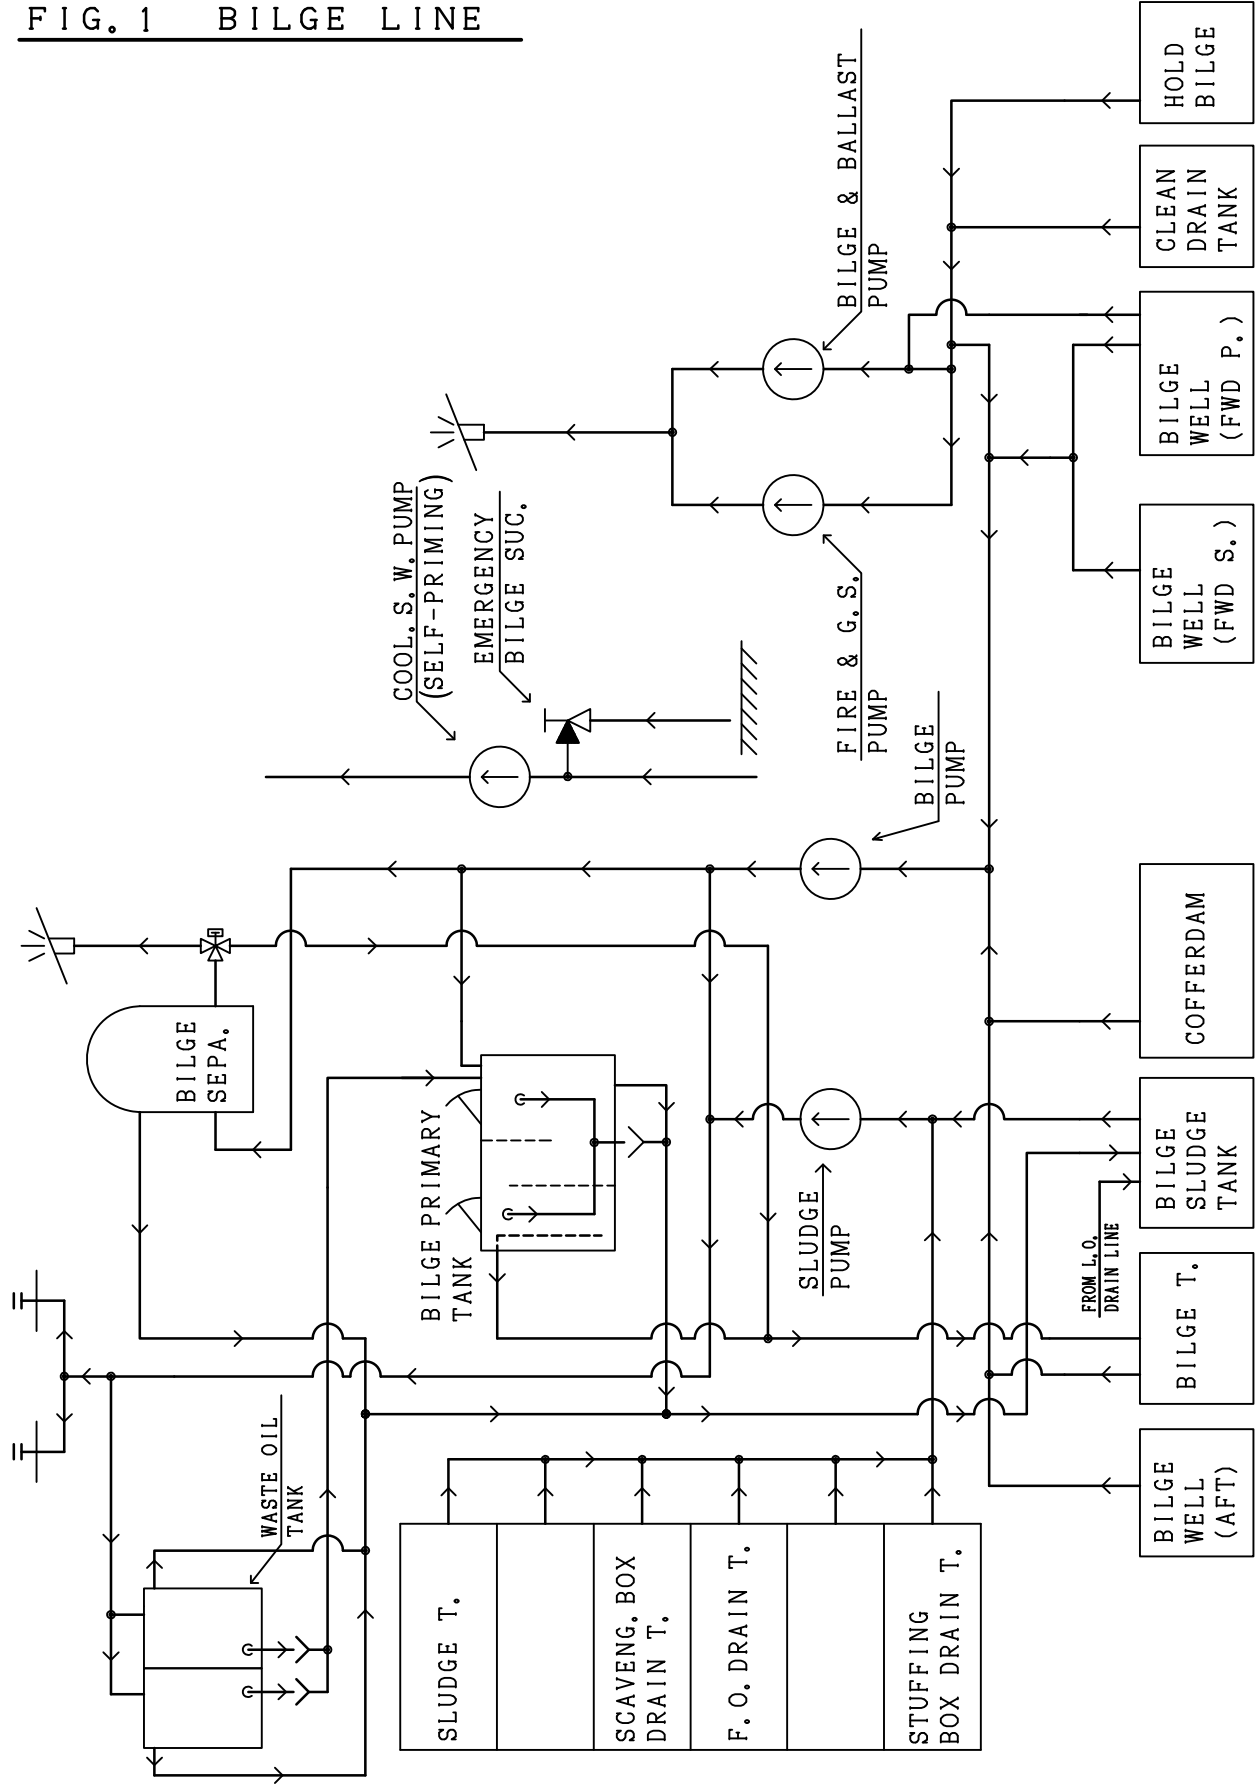 FIG. 1 BILGE LINE
HOLD
BILGE
CLEAN
DRAIN
TANK
BILGE
WELL
(FWD P.)
BILGE
WELL
(FWD S.)
COFFERDAM
BILGE
SLUDGE
TANK
BILGE T.
BILGE
WELL
(AFT)
BILGE & BALLAST
PUMP
FIRE & G.S.
PUMP
COOL.S.W.PUMP
(SELF-PRIMING)
EMERGENCY
BILGE SUC.
BILGE
PUMP
BILGE
SEPA.
BILGE PRIMARY
TANK
SLUDGE
PUMP
FROM L.O.
DRAIN LINE
WASTE OIL
TANK
SLUDGE T.
SCAVENG.BOX
DRAIN T.
F.O.DRAIN T.
STUFFING
BOX DRAIN T.